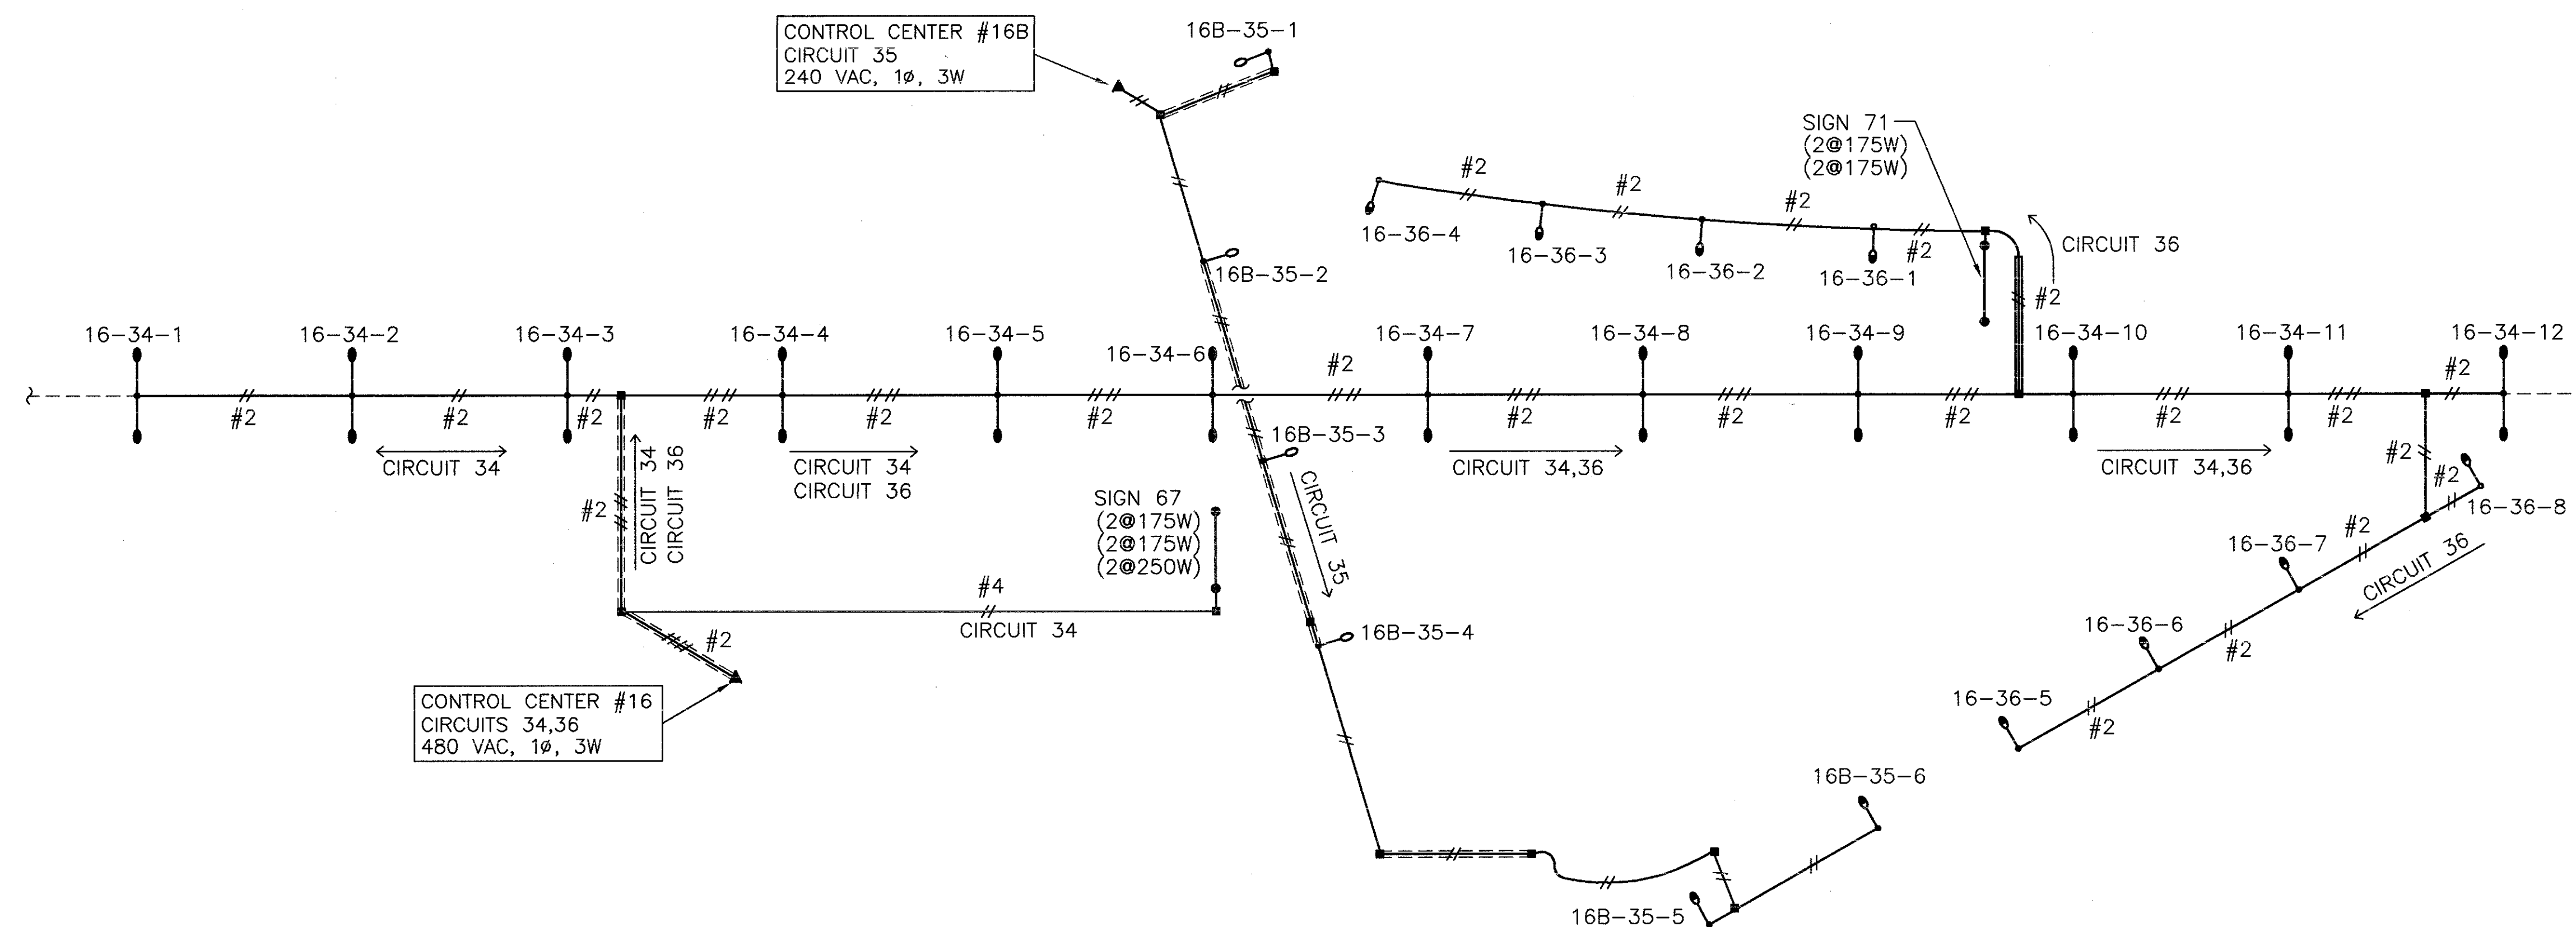 CONTROL CENTER #16B
CIRCUIT 35
240 VAC, 1ø, 3W
16B-35-1
SIGN 71
(2@175W)
(2@175W)
#2
#2
#2
16-36-4
16-36-3
16-36-2
16-36-1
#2
CIRCUIT 36
#2
16B-35-2
16-34-1
16-34-2
16-34-3
16-34-4
16-34-5
16-34-6
#2
16-34-7
16-34-8
16-34-9
16-34-10
16-34-11
16-34-12
#2
#2
#2
#2
#2
#2
#2
#2
#2
#2
#2
#2
CIRCUIT 34
CIRCUIT 34
CIRCUIT 36
16B-35-3
CIRCUIT 34,36
CIRCUIT 34,36
#2
#2
#2
CIRCUIT 34
CIRCUIT 36
SIGN 67
(2@175W)
(2@175W)
(2@250W)
CIRCUIT 35
16-36-8
#2
16-36-7
CIRCUIT 36
#4
CIRCUIT 34
#2
16B-35-4
16-36-6
#2
16-36-5
#2
CONTROL CENTER #16
CIRCUITS 34,36
480 VAC, 1ø, 3W
16B-35-6
16B-35-5